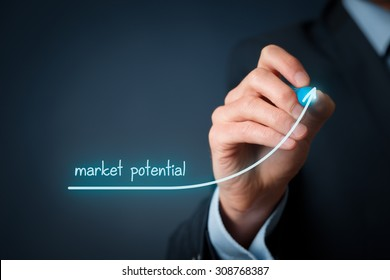 market potential
shutterstock.com · 308768387